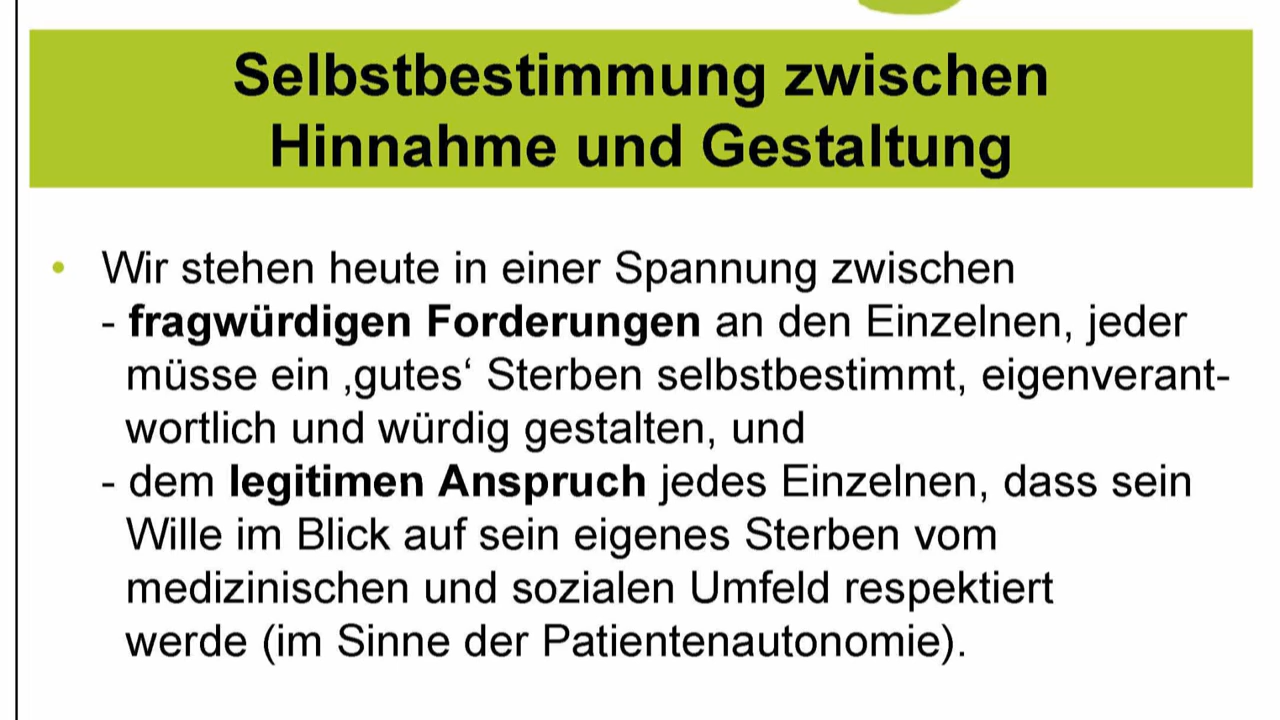 Selbstbestimmung zwischen
Hinnahme und Gestaltung
• Wir stehen heute in einer Spannung zwischen
- fragwürdigen Forderungen an den Einzelnen, jeder
müsse ein ‚gutes‘ Sterben selbstbestimmt, eigenverant-
wortlich und würdig gestalten, und
- dem legitimen Anspruch jedes Einzelnen, dass sein
Wille im Blick auf sein eigenes Sterben vom
medizinischen und sozialen Umfeld respektiert
werde (im Sinne der Patientenautonomie).